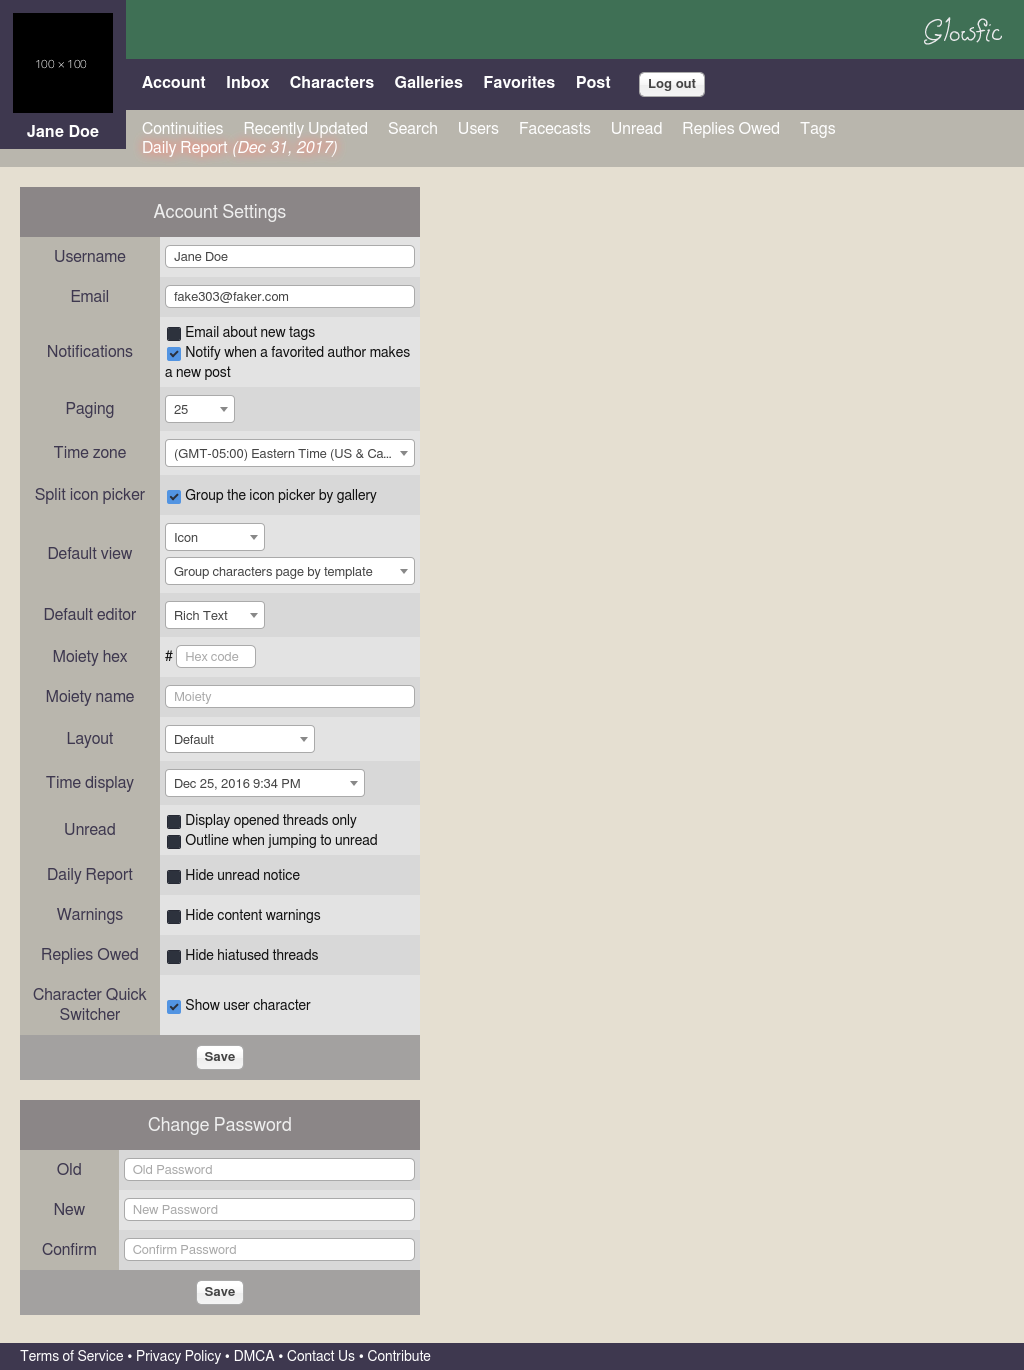 100 × 100
Glowfic
Account Inbox Characters Galleries Favorites Post Log out
Jane Doe
Continuities Recently Updated Search Users Facecasts Unread Replies Owed Tags
Daily Report (Dec 31, 2017)
Account Settings
Username Jane Doe
Email fake303@faker.com
Notifications
Email about new tags
Notify when a favorited author makes
a new post
Paging 25
Time zone (GMT-05:00) Eastern Time (US & Ca...
Split icon picker Group the icon picker by gallery
Default view
Icon
Group characters page by template
Default editor Rich Text
Moiety hex # Hex code
Moiety name Moiety
Layout Default
Time display Dec 25, 2016 9:34 PM
Unread
Display opened threads only
Outline when jumping to unread
Daily Report Hide unread notice
Warnings Hide content warnings
Replies Owed Hide hiatused threads
Character Quick
Switcher
Show user character
Save
Change Password
Old Old Password
New New Password
Confirm Confirm Password
Save
Terms of Service • Privacy Policy • DMCA • Contact Us • Contribute